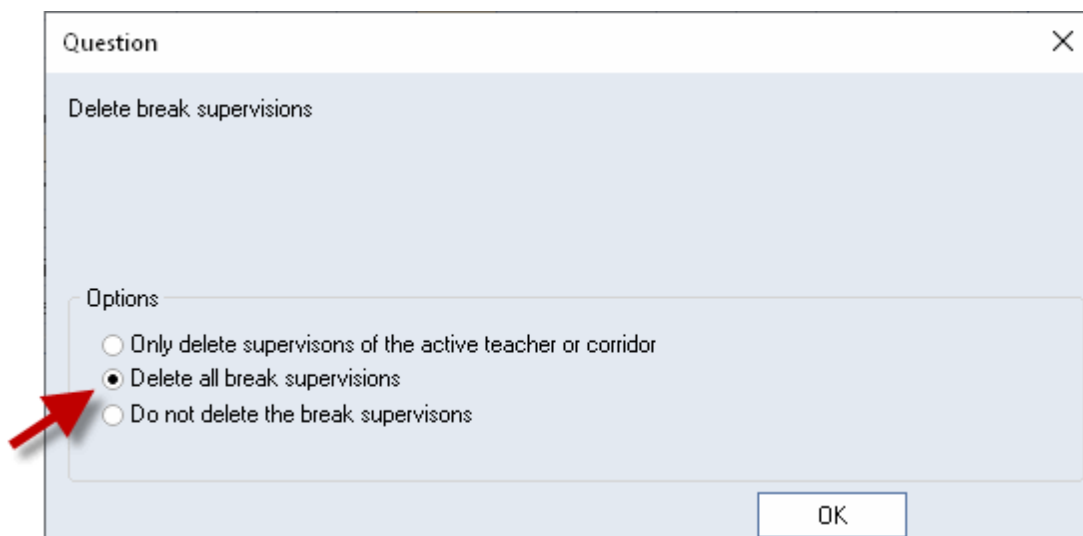 Question
Delete break supervisions
Options
Only delete supervisons of the active teacher or corridor
Delete all break supervisions
Do not delete the break supervisons
OK